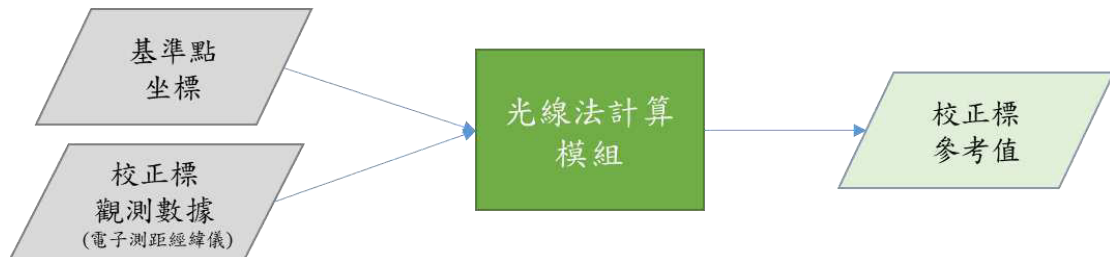 基準點
坐標
校正標
觀測數據
(電子測距經緯儀)
光線法計算
模組
校正標
參考值